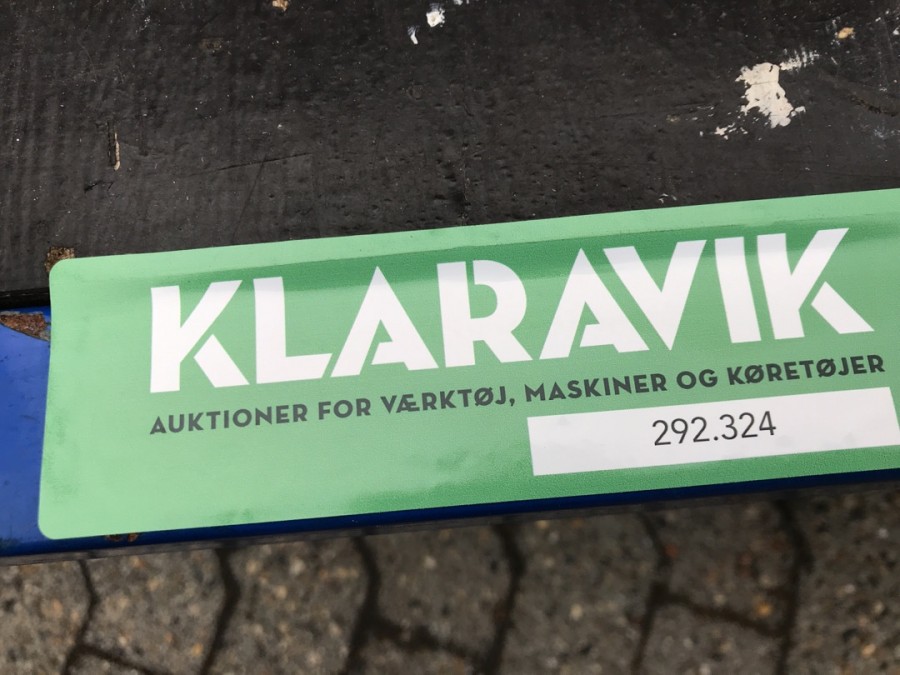 KLARAVIK
AUKTIONER FOR VÆRKTØJ, MASKINER OG KØRETØJER
292.324